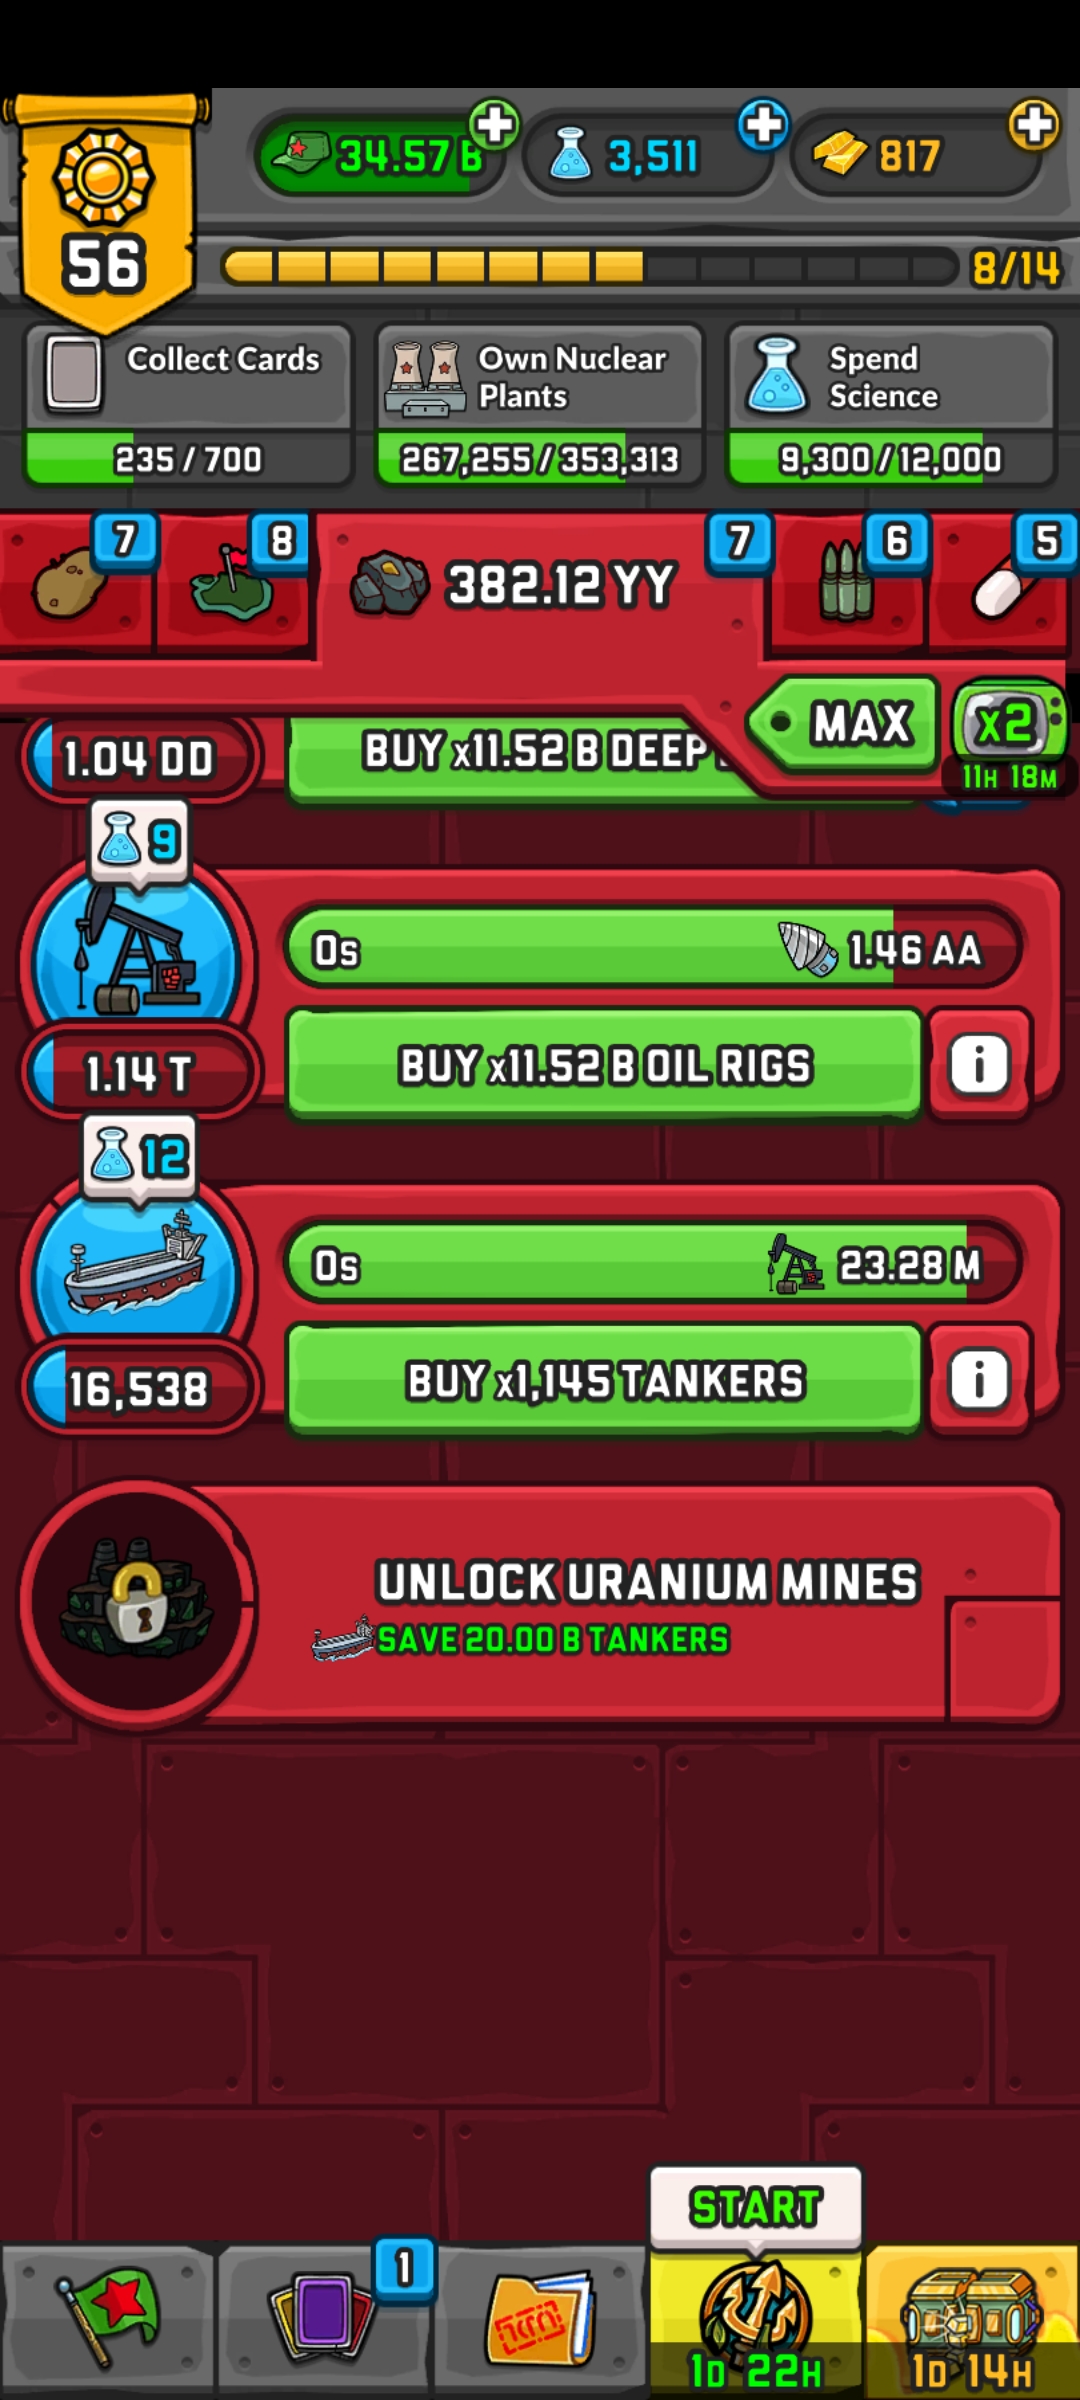 56
34.57 B
3,511
817
8/14
Collect Cards
235 / 700
Own Nuclear
Plants
267,255 / 353,313
Spend
Science
9,300 / 12,000
7
8
382.12 YY
7
6
5
MAX
x2
11H 18M
1.04 DD
BUY x11.52 B DEEP
9
0s
1.46 AA
1.14 T
BUY x11.52 B OIL RIGS
i
12
0s
23.28 M
16,538
BUY x1,145 TANKERS
i
UNLOCK URANIUM MINES
SAVE 20.00 B TANKERS
START
1
1D 22H
1D 14H